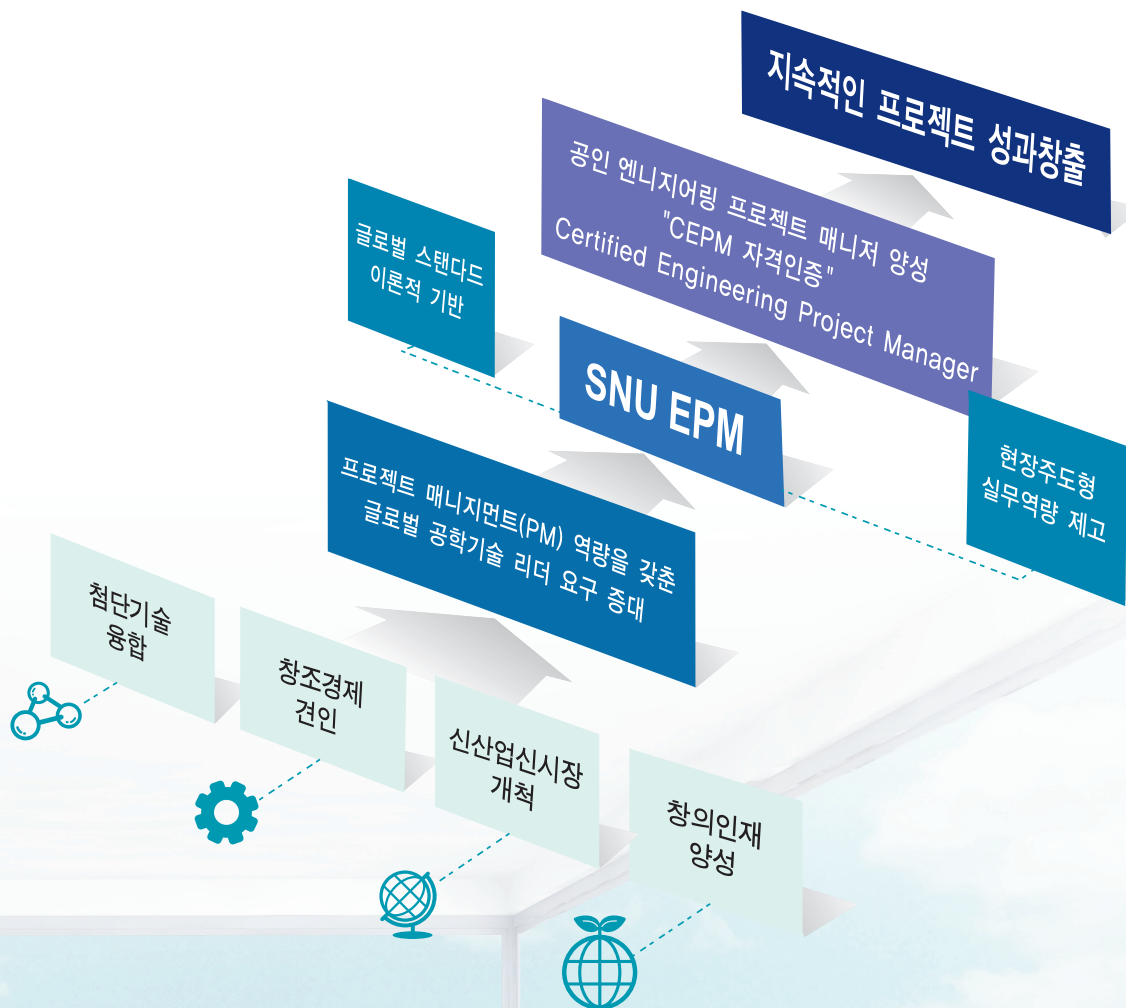 지속적인 프로젝트 성과창출
공인 엔니지어링 프로젝트 매니저 양성
"CEPM 자격인증"
Certified Engineering Project Manager
글로벌 스탠다드
이론적 기반
SNU EPM
현장주도형
실무역량 제고
프로젝트 매니지먼트(PM) 역량을 갖춘
글로벌 공학기술 리더 요구 증대
첨단기술
융합
창조경제
견인
신산업신시장
개척
창의인재
양성